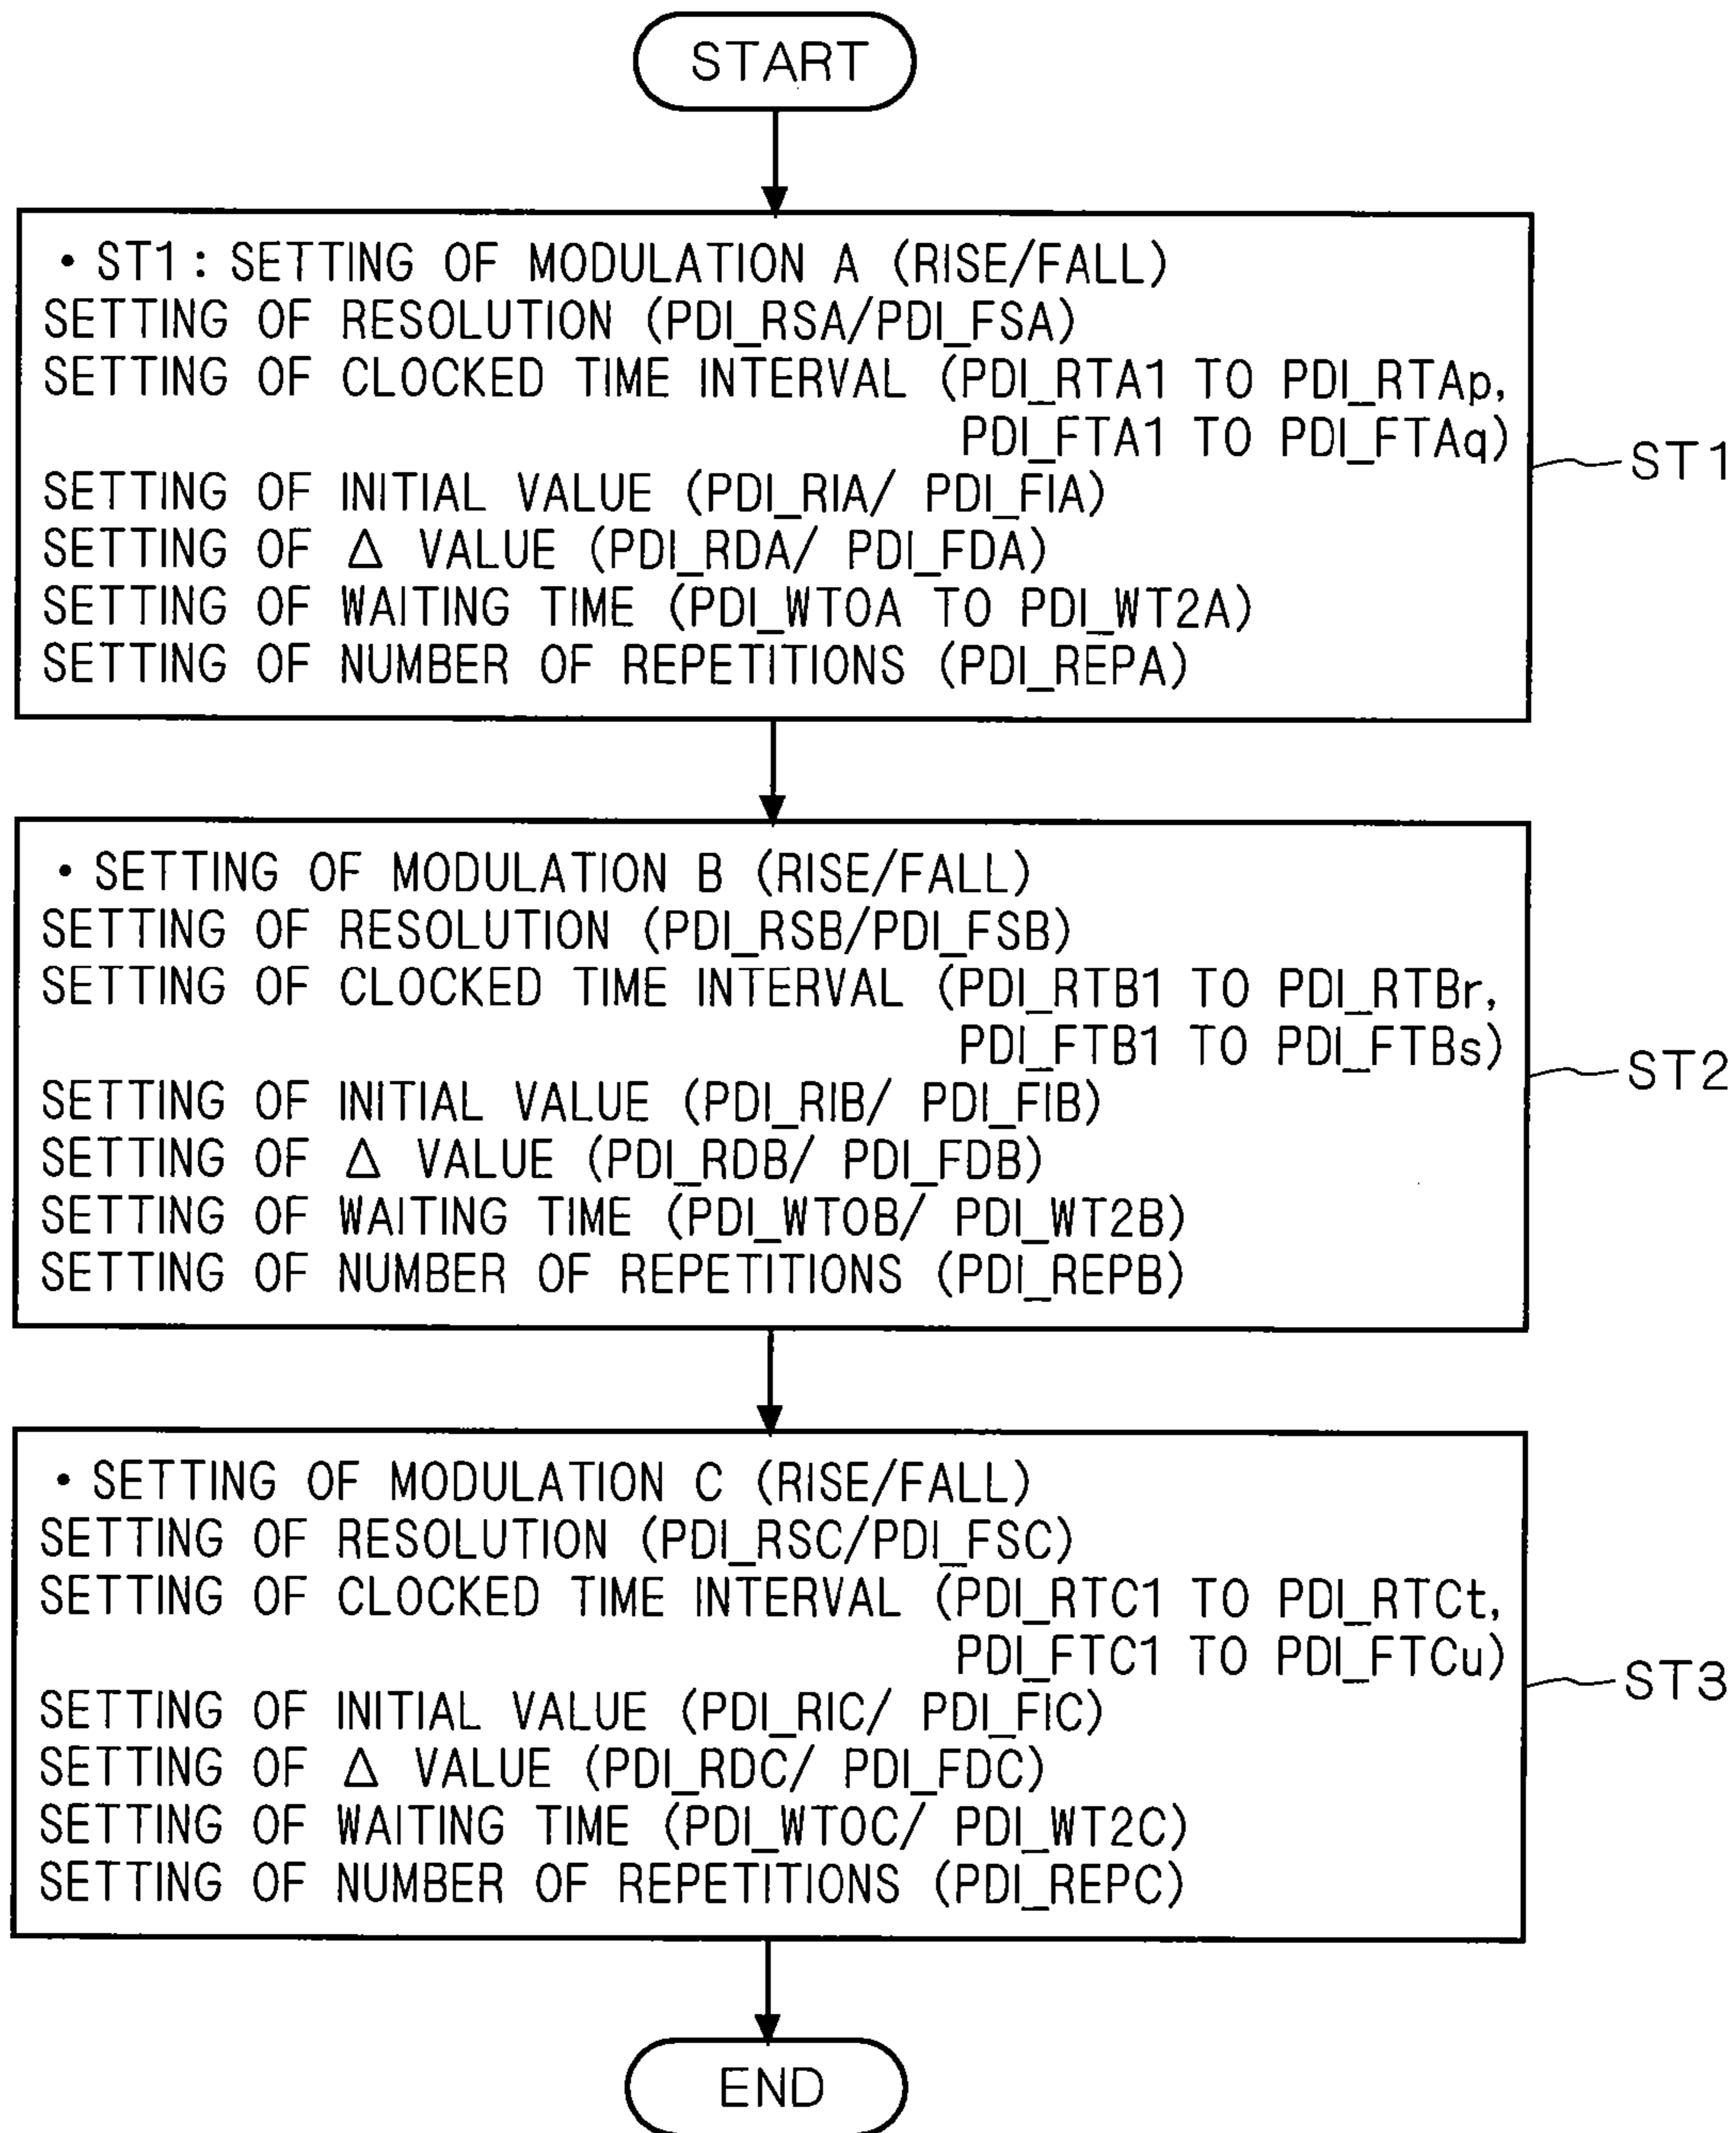 START
• ST1 : SETTING OF MODULATION A (RISE/FALL)
SETTING OF RESOLUTION (PDI_RSA/PDI_FSA)
SETTING OF CLOCKED TIME INTERVAL (PDI_RTA1 TO PDI_RTAp,
PDI_FTA1 TO PDI_FTAq)
SETTING OF INITIAL VALUE (PDI_RIA/ PDI_FIA)
SETTING OF Δ VALUE (PDI_RDA/ PDI_FDA)
SETTING OF WAITING TIME (PDI_WT0A TO PDI_WT2A)
SETTING OF NUMBER OF REPETITIONS (PDI_REPA)
ST1
• SETTING OF MODULATION B (RISE/FALL)
SETTING OF RESOLUTION (PDI_RSB/PDI_FSB)
SETTING OF CLOCKED TIME INTERVAL (PDI_RTB1 TO PDI_RTBr,
PDI_FTB1 TO PDI_FTBs)
SETTING OF INITIAL VALUE (PDI_RIB/ PDI_FIB)
SETTING OF Δ VALUE (PDI_RDB/ PDI_FDB)
SETTING OF WAITING TIME (PDI_WT0B/ PDI_WT2B)
SETTING OF NUMBER OF REPETITIONS (PDI_REPB)
ST2
• SETTING OF MODULATION C (RISE/FALL)
SETTING OF RESOLUTION (PDI_RSC/PDI_FSC)
SETTING OF CLOCKED TIME INTERVAL (PDI_RTC1 TO PDI_RTCt,
PDI_FTC1 TO PDI_FTCu)
SETTING OF INITIAL VALUE (PDI_RIC/ PDI_FIC)
SETTING OF Δ VALUE (PDI_RDC/ PDI_FDC)
SETTING OF WAITING TIME (PDI_WT0C/ PDI_WT2C)
SETTING OF NUMBER OF REPETITIONS (PDI_REPC)
ST3
END